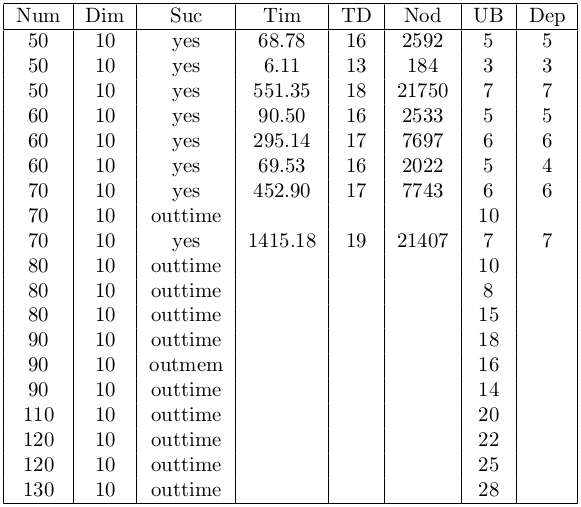 Num Dim Suc Tim TD Nod UB Dep
50 10 yes 68.78 16 2592 5 5
50 10 yes 6.11 13 184 3 3
50 10 yes 551.35 18 21750 7 7
60 10 yes 90.50 16 2533 5 5
60 10 yes 295.14 17 7697 6 6
60 10 yes 69.53 16 2022 5 4
70 10 yes 452.90 17 7743 6 6
70 10 outtime 10
70 10 yes 1415.18 19 21407 7 7
80 10 outtime 10
80 10 outtime 8
80 10 outtime 15
90 10 outtime 18
90 10 outmem 16
90 10 outtime 14
110 10 outtime 20
120 10 outtime 22
120 10 outtime 25
130 10 outtime 28